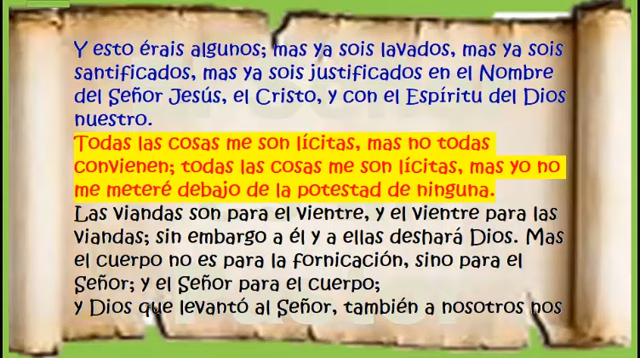 Y esto érais algunos; mas ya sois lavados, mas ya sois
santificados, mas ya sois justificados en el Nombre
del Señor Jesús, el Cristo, y con el Espíritu del Dios
nuestro.
Todas las cosas me son lícitas, mas no todas
convienen; todas las cosas me son lícitas, mas yo no
me meteré debajo de la potestad de ninguna.
Las viandas son para el vientre, y el vientre para las
viandas; sin embargo a él y a ellas deshará Dios. Mas
el cuerpo no es para la fornicación, sino para el
Señor; y el Señor para el cuerpo;
y Dios que levantó al Señor, también a nosotros nos